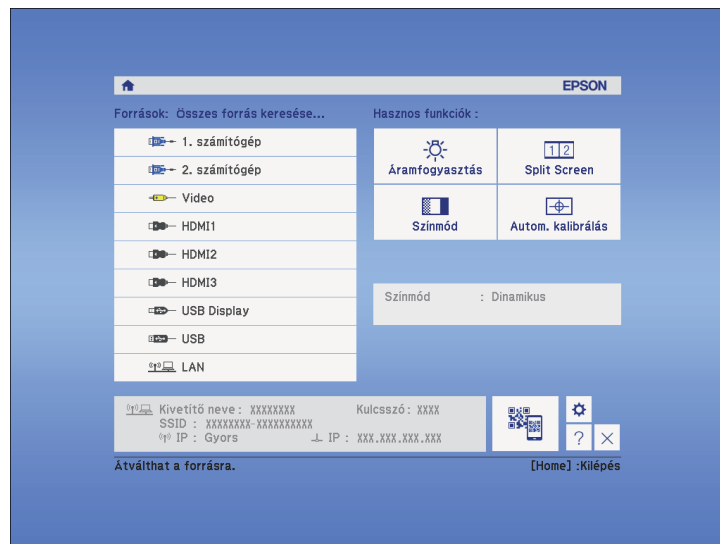 EPSON
Források: Összes forrás keresése...
1. számítógép
2. számítógép
Video
HDMI1
HDMI2
HDMI3
USB Display
USB
LAN
Hasznos funkciók :
Áramfogyasztás
1 2
Split Screen
Színmód
Autom. kalibrálás
Színmód : Dinamikus
Kivetítő neve : XXXXXXXX Kulcsszó : XXXX
SSID : XXXXXXXX-XXXXXXXXXX
IP : Gyors IP : XXX.XXX.XXX.XXX
?
Átválthat a forrásra. [Home] :Kilépés